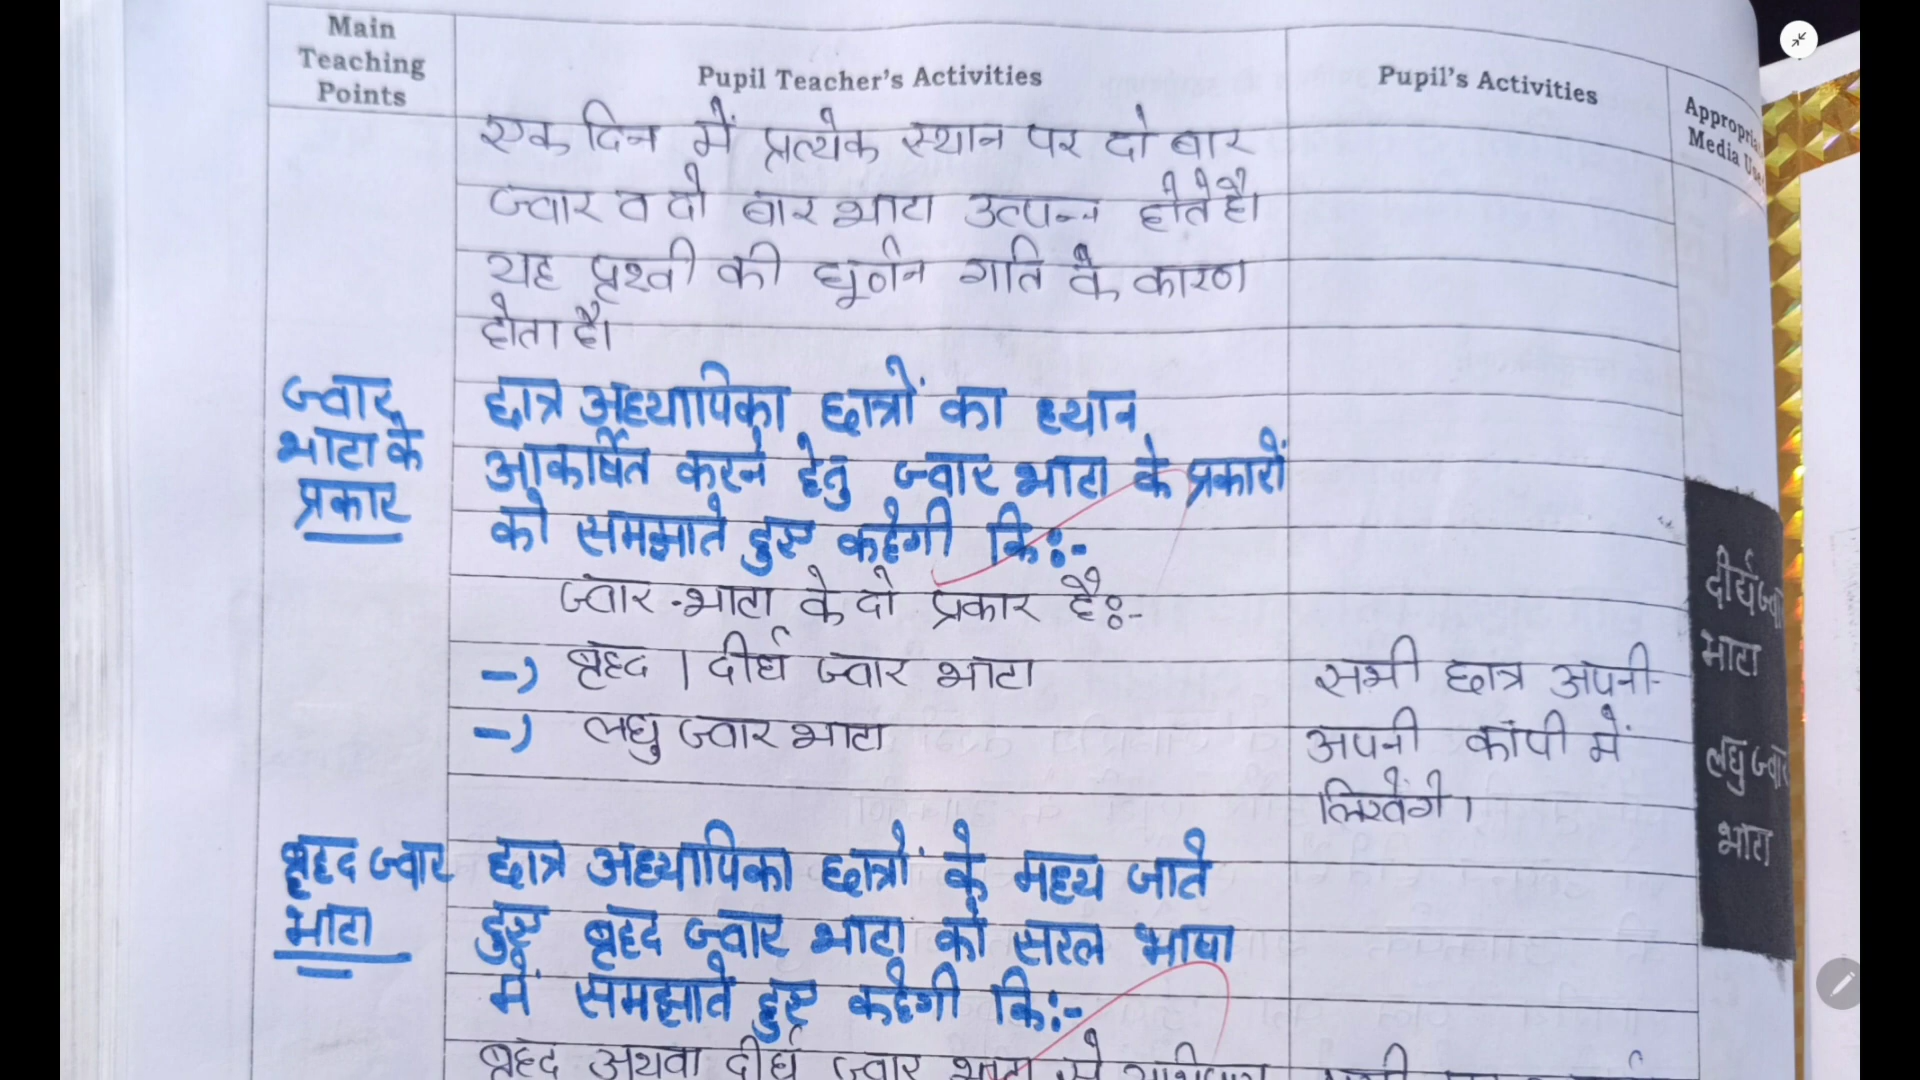 Main
Teaching
Points
Pupil Teacher's Activities
Pupil's Activities
Media
एक दिन में प्रत्येक स्थान पर दो बार
ज्वार व दो बार भाटा उत्पन्न होते है।
यह पृथ्वी की घूर्णन गति के कारण
होता है।
ज्वार
भाटा के
प्रकार
छात्र अध्यापिका छात्रों का ध्यान
आकर्षित करने हेतु ज्वार भाटा के प्रकारों
को समझाते हुए कहेगी कि:-
ज्वार-भाटा के दो प्रकार है:-
→ बृहद / दीर्घ ज्वार भाटा
→ लघु ज्वार भाटा
सभी छात्र अपनी-
अपनी कॉपी में
लिखेंगे।
दीर्घ ज्वार
भाटा
लघु ज्वार
भाटा
बृहद ज्वार
भाटा
छात्र अध्यापिका छात्रों के मध्य जाते
हुए बृहद ज्वार भाटा को सरल भाषा
में समझाते हुए कहेगी कि:-
बृहद अथवा दीर्घ ज्वार भाटा से